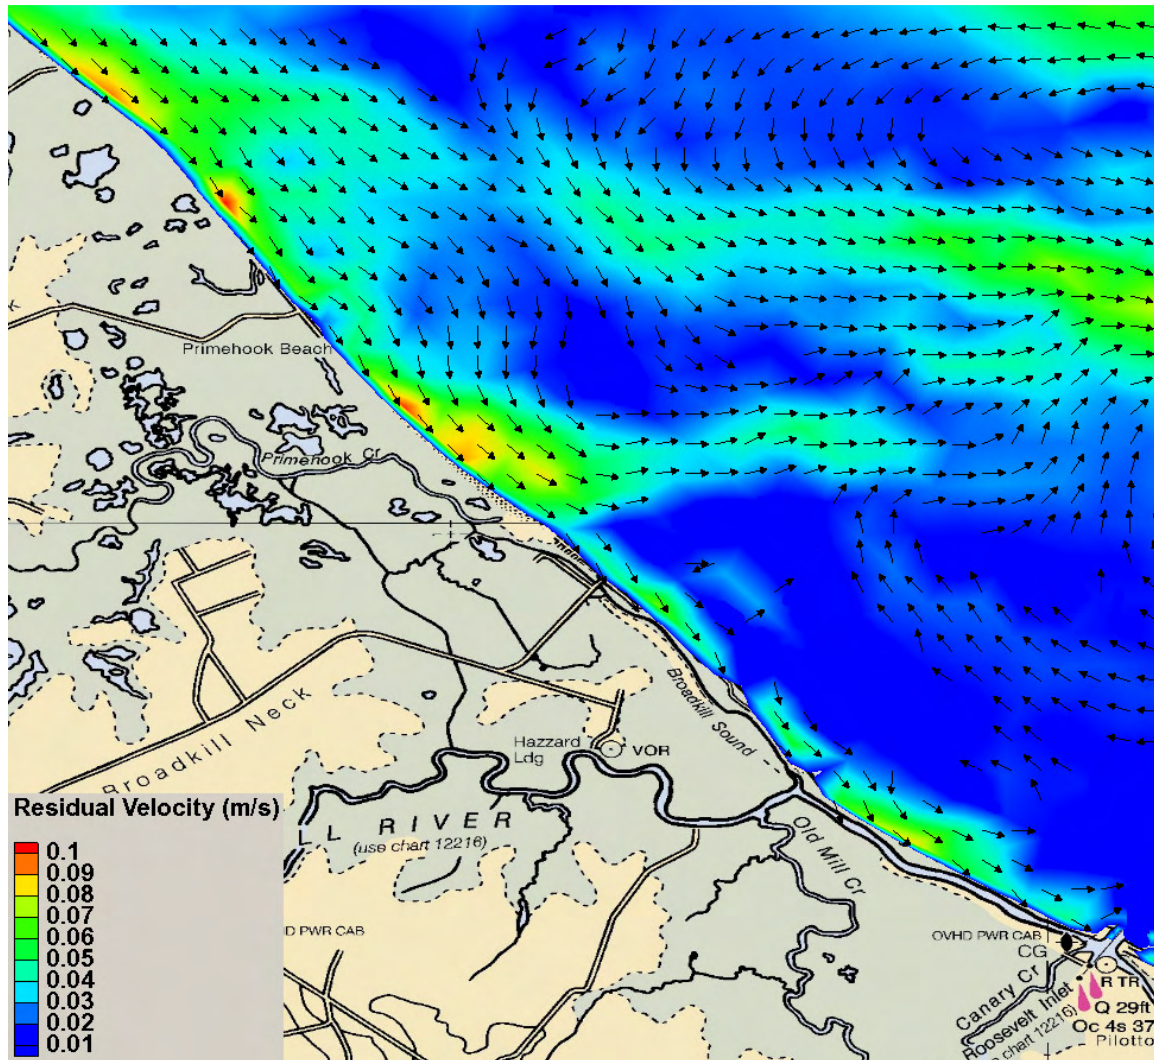 Primehook Beach
Primehook Cr
Broadkill Neck
Broadkill Sound
Hazzard
Ldg
VOR
L RIVER
(use chart 12216)
Old Mill Cr
Residual Velocity (m/s)
0.1
0.09
0.08
0.07
0.06
0.05
0.04
0.03
0.02
0.01
D PWR CAB
OVHD PWR CAB
CG
Canary Cr
Roosevelt Inlet
chart 12216)
R TR
Q 29ft
Oc 4s 37
Pilotto